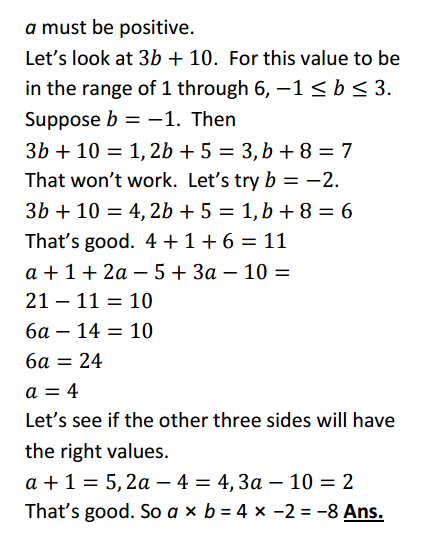 a must be positive.
Let's look at 3b + 10.  For this value to be
in the range of 1 through 6, −1 ≤ b ≤ 3.
Suppose b = −1.  Then
3b + 10 = 1, 2b + 5 = 3, b + 8 = 7
That won't work.  Let's try b = −2.
3b + 10 = 4, 2b + 5 = 1, b + 8 = 6
That's good.  4 + 1 + 6 = 11
a + 1 + 2a − 5 + 3a − 10 =
21 − 11 = 10
6a − 14 = 10
6a = 24
a = 4
Let's see if the other three sides will have
the right values.
a + 1 = 5, 2a − 4 = 4, 3a − 10 = 2
That's good. So a × b = 4 × −2 = −8 Ans.